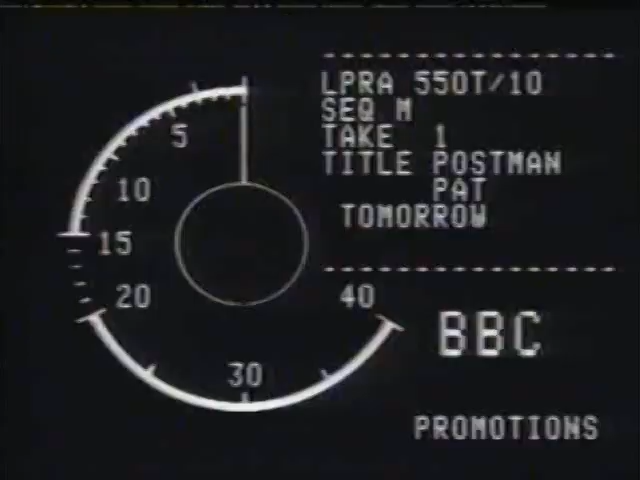 LPRA 550T/10
SEQ M
TAKE 1
TITLE POSTMAN
PAT
TOMORROW
5
10
15
20
30
40
BBC
PROMOTIONS